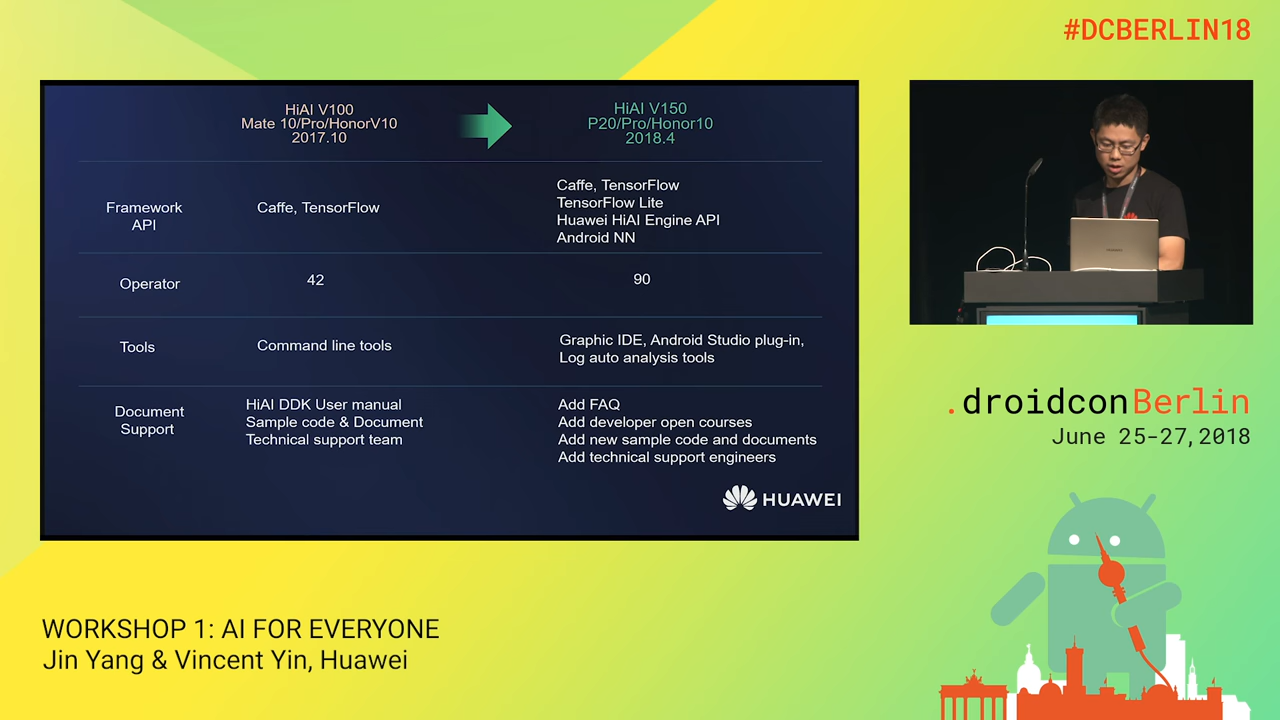 #DCBERLIN18
HiAI V100
Mate 10/Pro/HonorV10
2017.10
HiAI V150
P20/Pro/Honor10
2018.4
Framework
API
Caffe, TensorFlow
Caffe, TensorFlow
TensorFlow Lite
Huawei HiAI Engine API
Android NN
Operator
42
90
Tools
Command line tools
Graphic IDE, Android Studio plug-in,
Log auto analysis tools
Document
Support
HiAI DDK User manual
Sample code & Document
Technical support team
Add FAQ
Add developer open courses
Add new sample code and documents
Add technical support engineers
HUAWEI
.droidconBerlin
June 25-27,2018
WORKSHOP 1: AI FOR EVERYONE
Jin Yang & Vincent Yin, Huawei